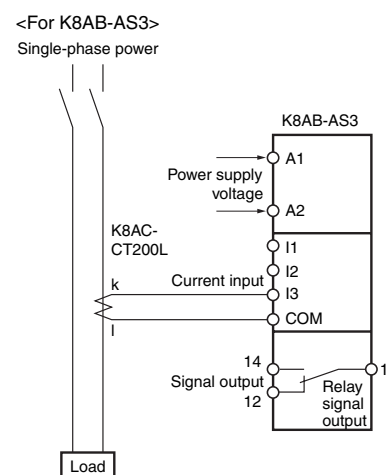 <For K8AB-AS3>
Single-phase power
K8AB-AS3
A1
Power supply
voltage
A2
K8AC-
CT200L
I1
I2
k
Current input
I3
COM
l
14
11
Signal output
12
Relay
signal
output
Load